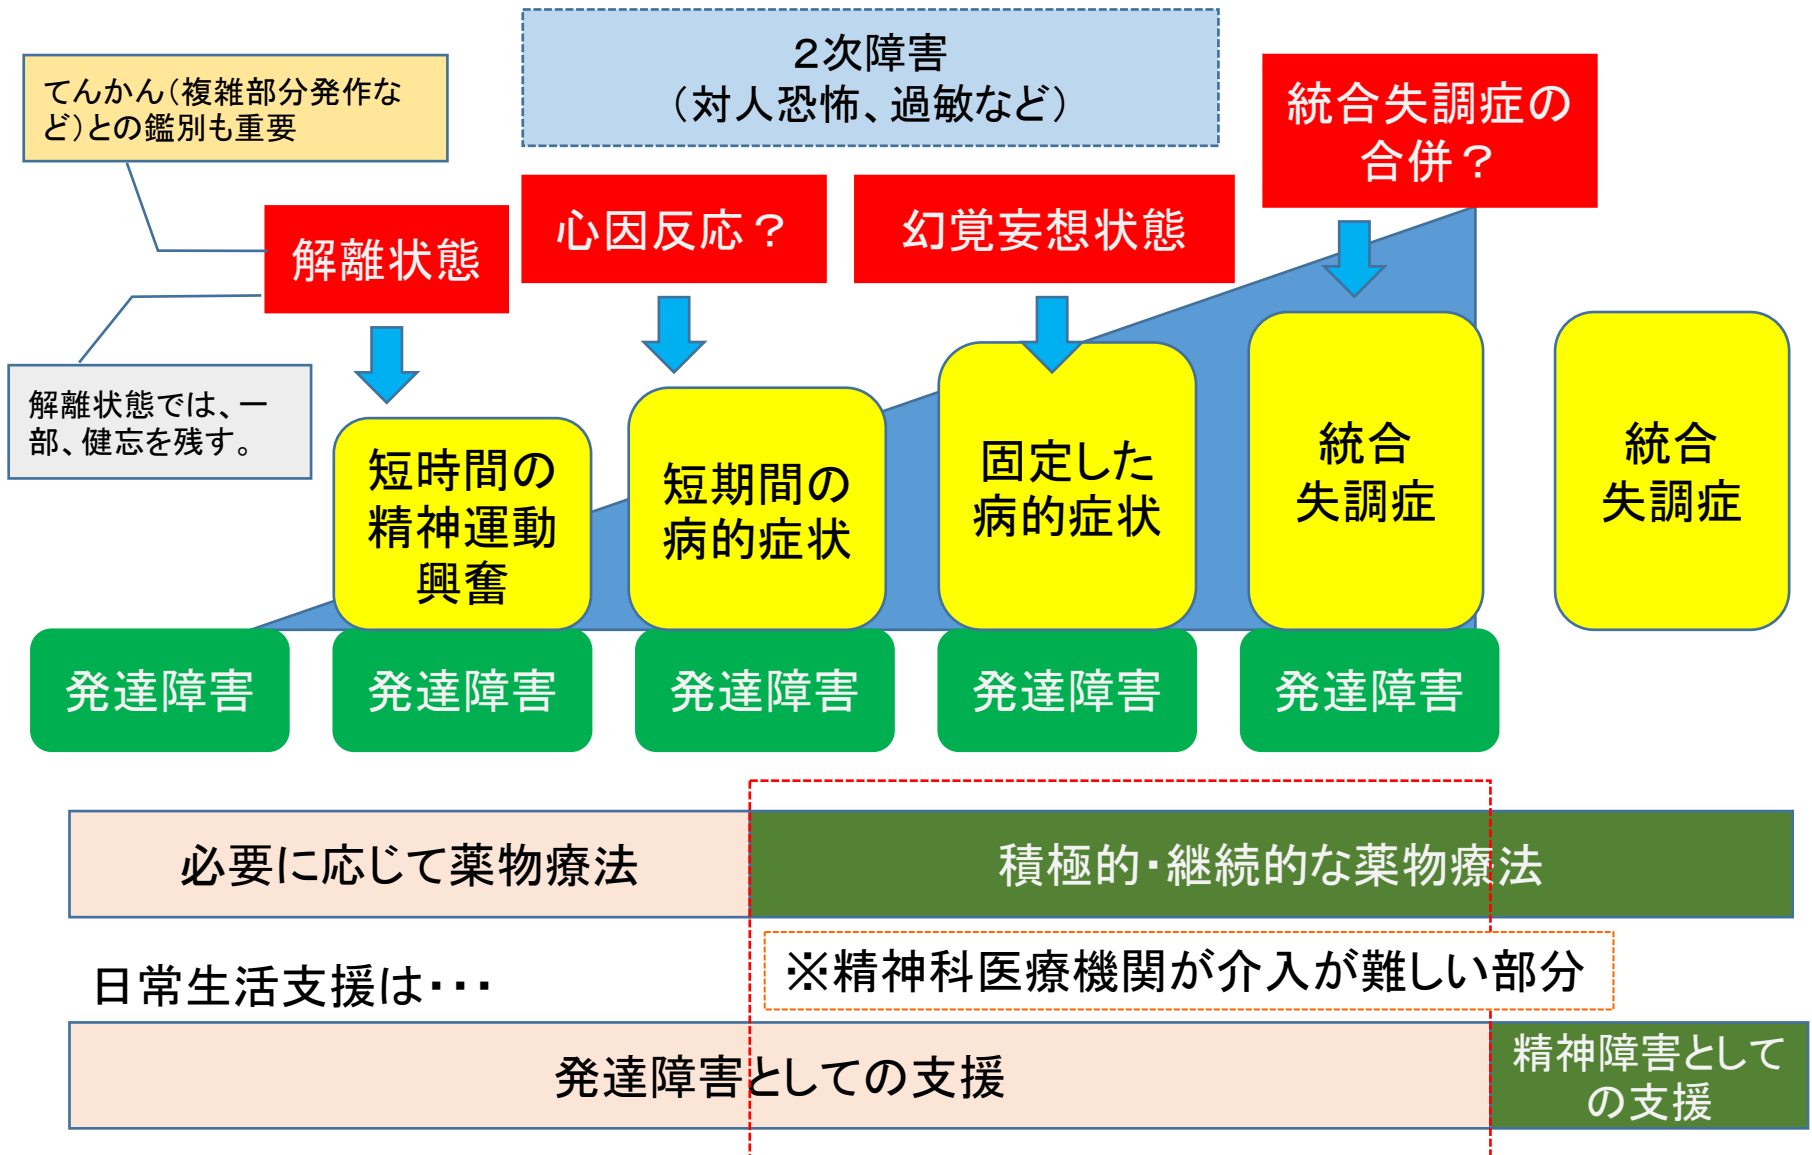 ２次障害
（対人恐怖、過敏など）
てんかん（複雑部分発作な
ど）との鑑別も重要
統合失調症の
合併？
解離状態
心因反応？
幻覚妄想状態
解離状態では、一
部、健忘を残す。
短時間の
精神運動
興奮
短期間の
病的症状
固定した
病的症状
統合
失調症
統合
失調症
発達障害
発達障害
発達障害
発達障害
発達障害
必要に応じて薬物療法
積極的・継続的な薬物療法
日常生活支援は・・・
※精神科医療機関が介入が難しい部分
発達障害としての支援
精神障害として
の支援